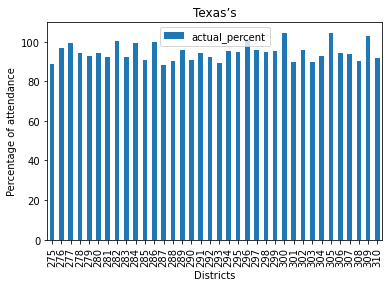 Texas’s
actual_percent
Percentage of attendance
100
80
60
40
20
0
275 276 277 278 279 280 281 282 283 284 285 286 287 288 289 290 291 292 293 294 295 296 297 298 299 300 301 302 303 304 305 306 307 308 309 310
Districts